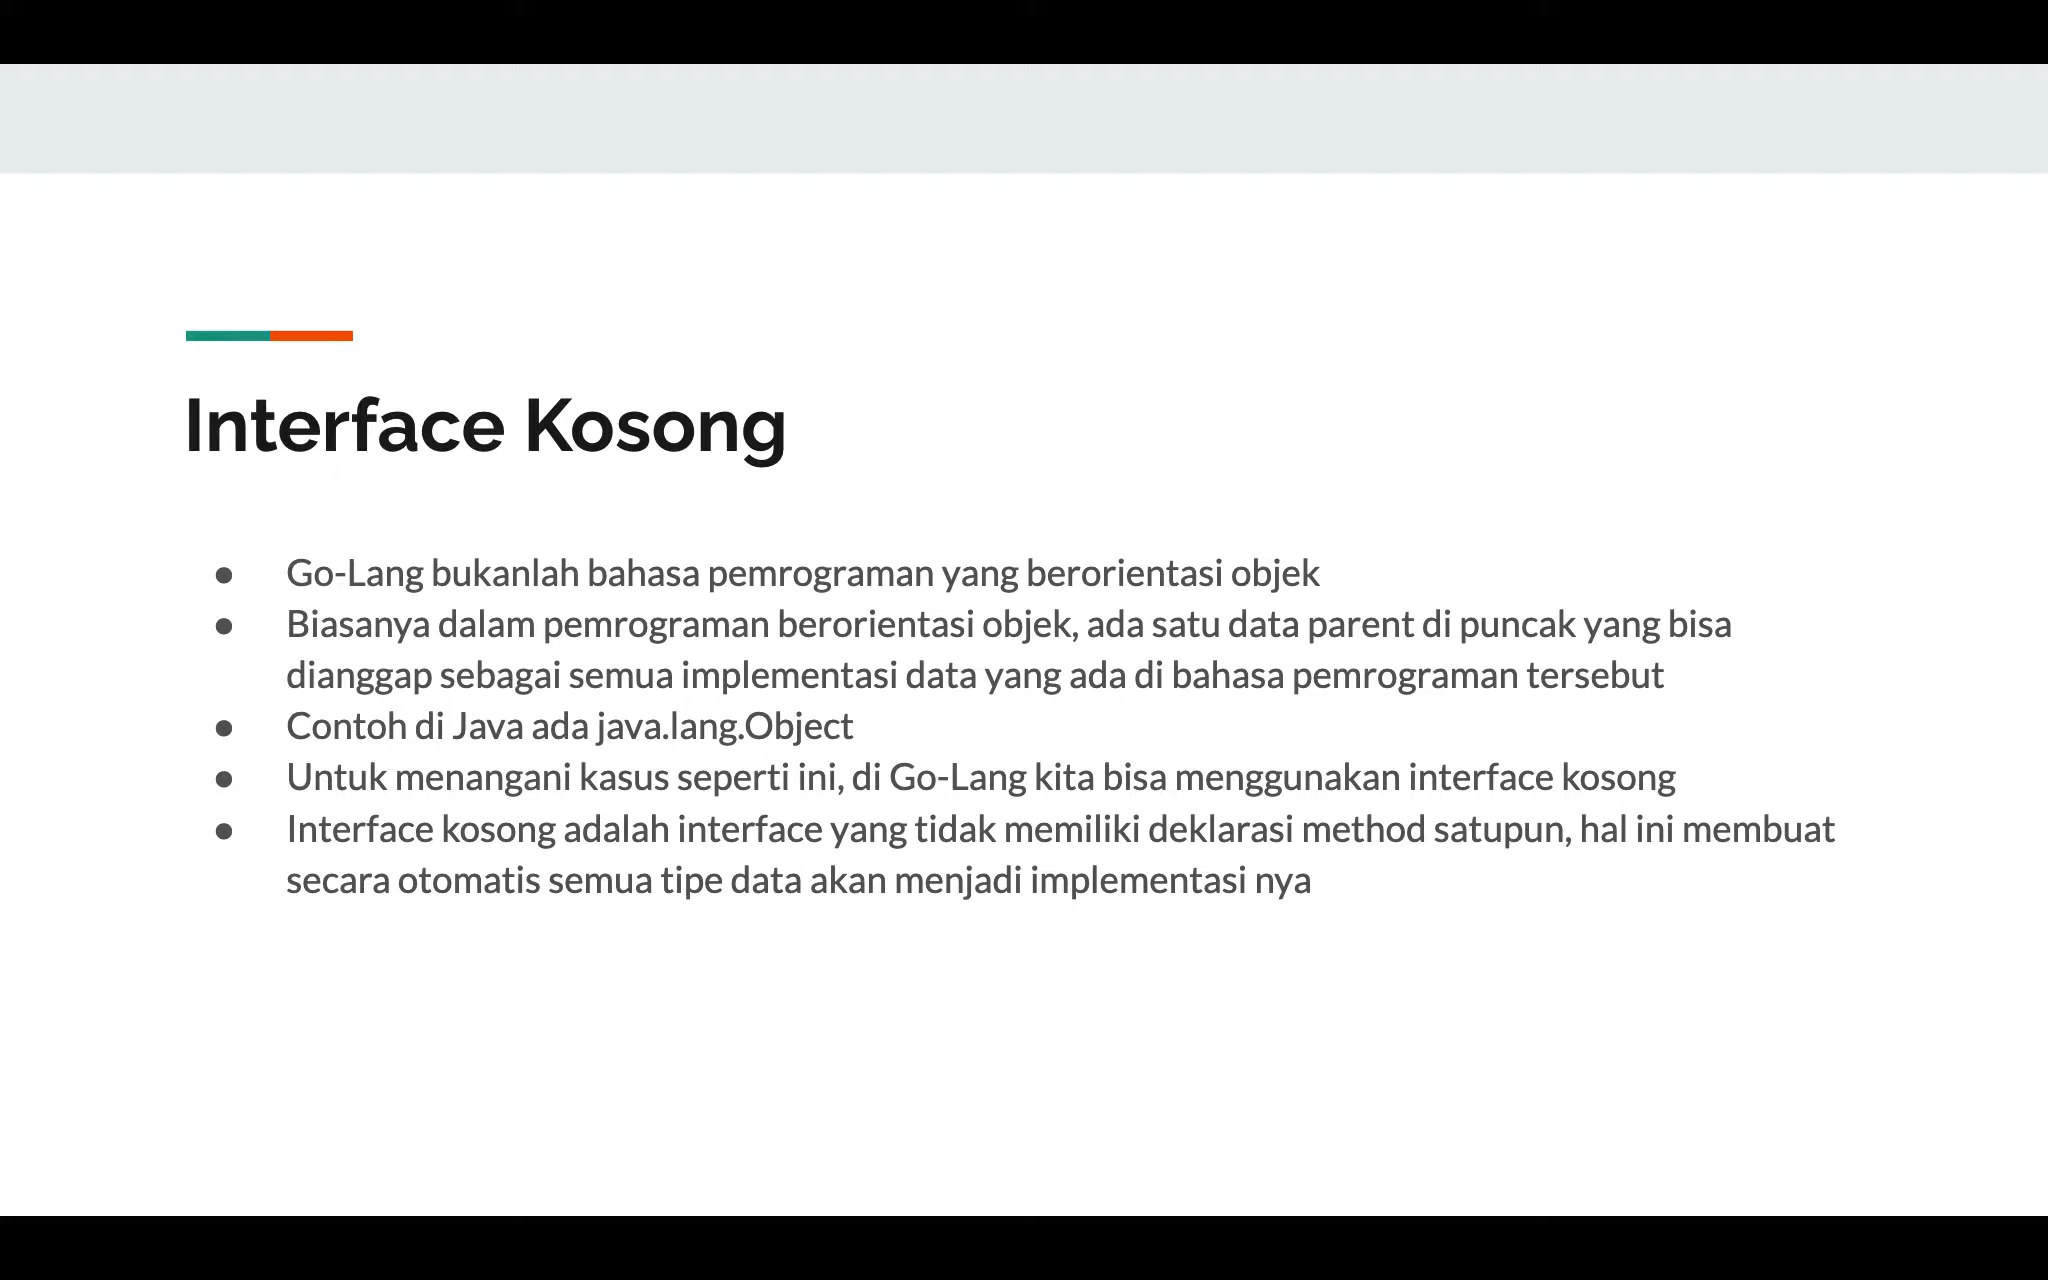 Interface Kosong
● Go-Lang bukanlah bahasa pemrograman yang berorientasi objek
● Biasanya dalam pemrograman berorientasi objek, ada satu data parent di puncak yang bisa
dianggap sebagai semua implementasi data yang ada di bahasa pemrograman tersebut
● Contoh di Java ada java.lang.Object
● Untuk menangani kasus seperti ini, di Go-Lang kita bisa menggunakan interface kosong
● Interface kosong adalah interface yang tidak memiliki deklarasi method satupun, hal ini membuat
secara otomatis semua tipe data akan menjadi implementasi nya